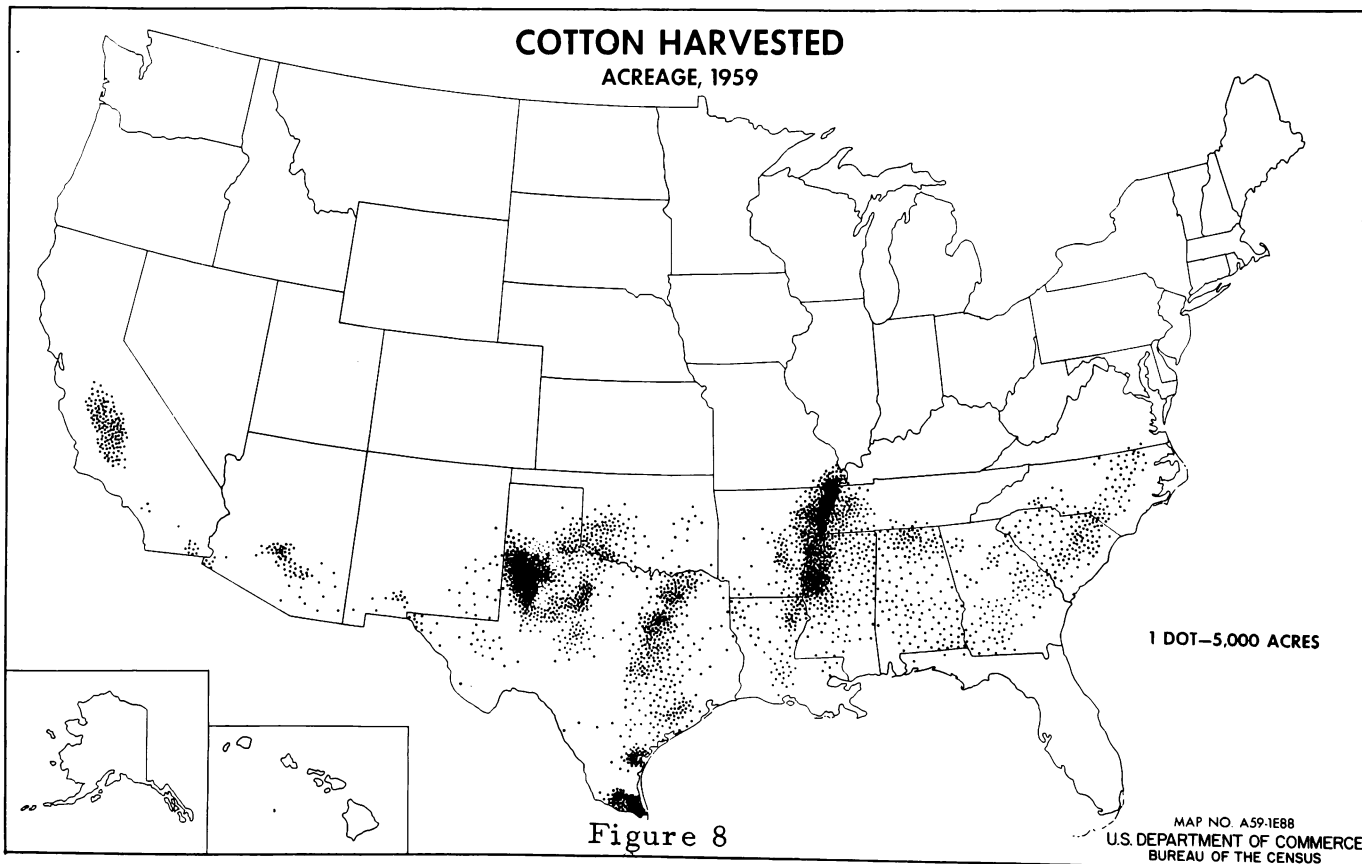 COTTON HARVESTED
ACREAGE, 1959
1 DOT—5,000 ACRES
Figure 8
MAP NO. A59-1E88
U.S. DEPARTMENT OF COMMERCE
BUREAU OF THE CENSUS